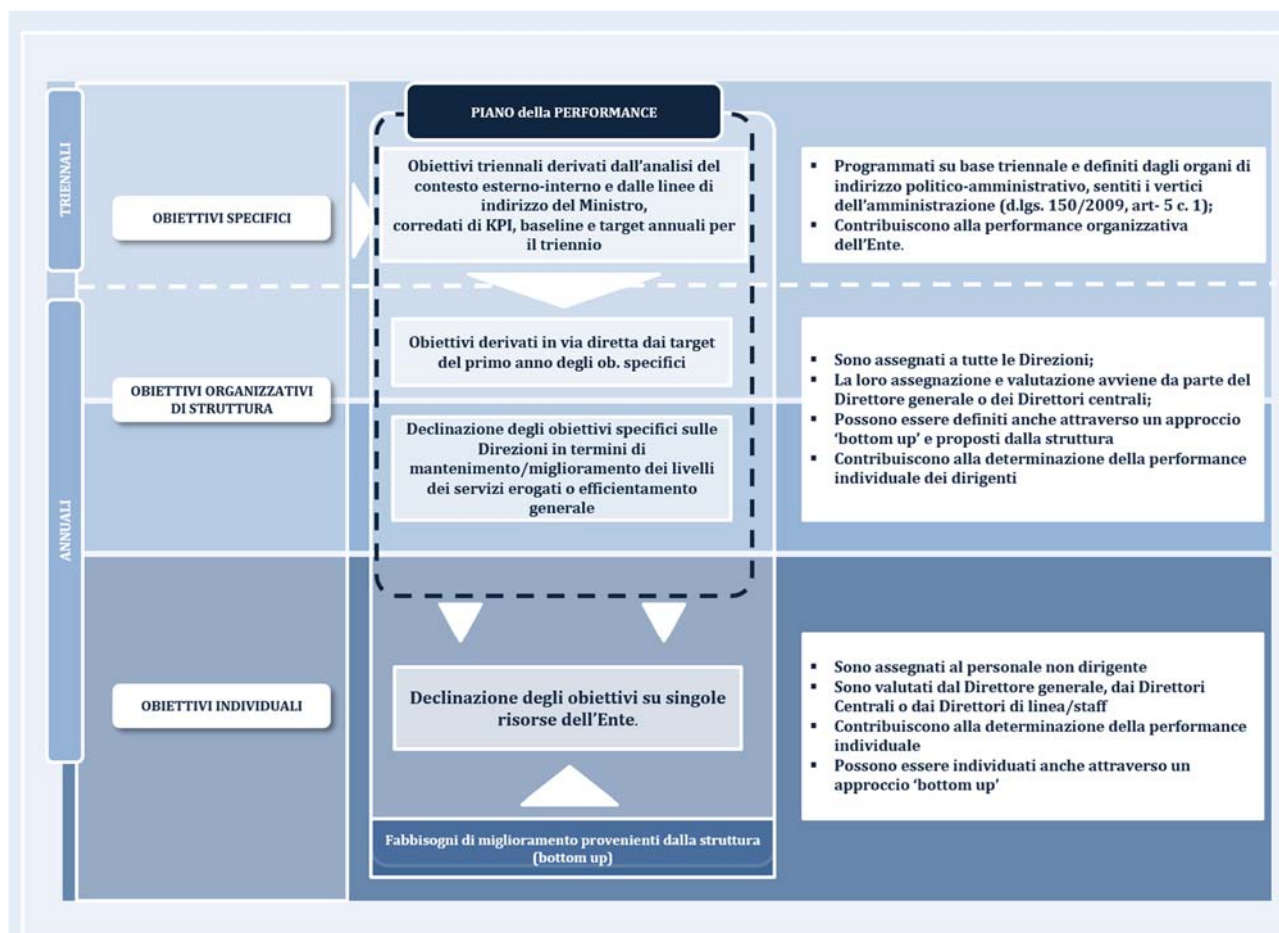 PIANO della PERFORMANCE
TRIENNALI
OBIETTIVI SPECIFICI
Obiettivi triennali derivati dall'analisi del
contesto esterno-interno e dalle linee di
indirizzo del Ministro,
corredati di KPI, baseline e target annuali per
il triennio
▪ Programmati su base triennale e definiti dagli organi di
indirizzo politico-amministrativo, sentiti i vertici
dell'amministrazione (d.lgs. 150/2009, art- 5 c. 1);
▪ Contribuiscono alla performance organizzativa
dell'Ente.
ANNUALI
OBIETTIVI ORGANIZZATIVI
DI STRUTTURA
Obiettivi derivati in via diretta dai target
del primo anno degli ob. specifici
Declinazione degli obiettivi specifici sulle
Direzioni in termini di
mantenimento/miglioramento dei livelli
dei servizi erogati o efficientamento
generale
▪ Sono assegnati a tutte le Direzioni;
▪ La loro assegnazione e valutazione avviene da parte del
Direttore generale o dei Direttori centrali;
▪ Possono essere definiti anche attraverso un approccio
'bottom up' e proposti dalla struttura
▪ Contribuiscono alla determinazione della performance
individuale dei dirigenti
OBIETTIVI INDIVIDUALI
Declinazione degli obiettivi su singole
risorse dell'Ente.
▪ Sono assegnati al personale non dirigente
▪ Sono valutati dal Direttore generale, dai Direttori
Centrali o dai Direttori di linea/staff
▪ Contribuiscono alla determinazione della performance
individuale
▪ Possono essere individuati anche attraverso un
approccio 'bottom up'
Fabbisogni di miglioramento provenienti dalla struttura
(bottom up)